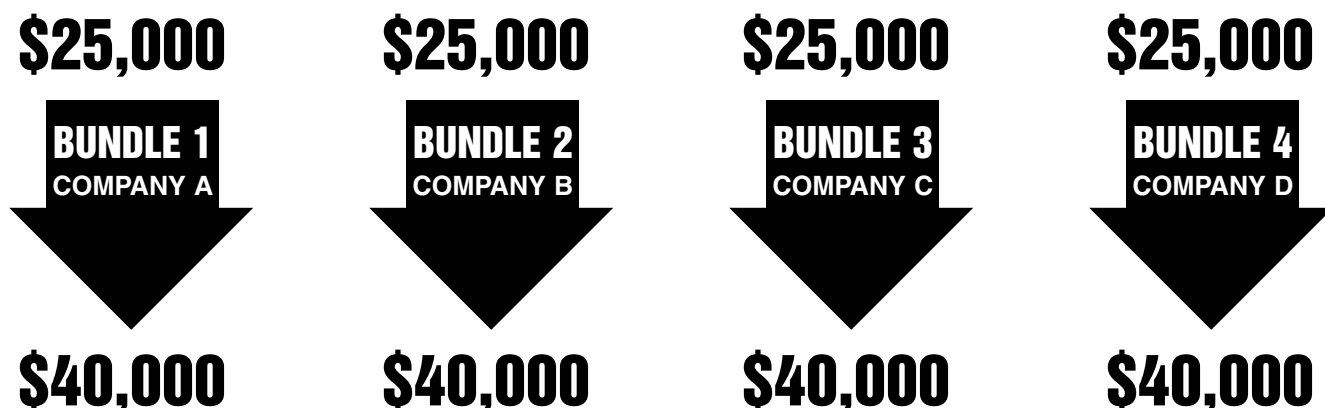 $25,000 $25,000 $25,000 $25,000
BUNDLE 1 BUNDLE 2 BUNDLE 3 BUNDLE 4
COMPANY A COMPANY B COMPANY C COMPANY D
$40,000 $40,000 $40,000 $40,000